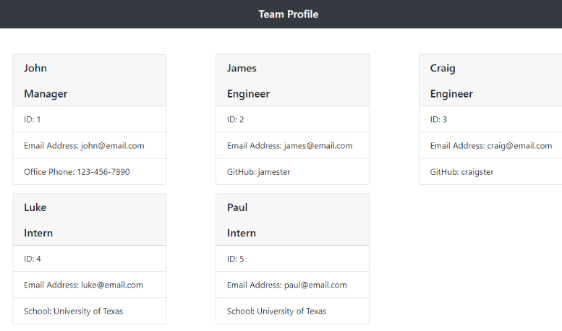 Team Profile
John
Manager
ID: 1
Email Address: john@email.com
Office Phone: 123-456-7890
James
Engineer
ID: 2
Email Address: james@email.com
GitHub: jamester
Craig
Engineer
ID: 3
Email Address: craig@email.com
GitHub: craigster
Luke
Intern
ID: 4
Email Address: luke@email.com
School: University of Texas
Paul
Intern
ID: 5
Email Address: paul@email.com
School: University of Texas